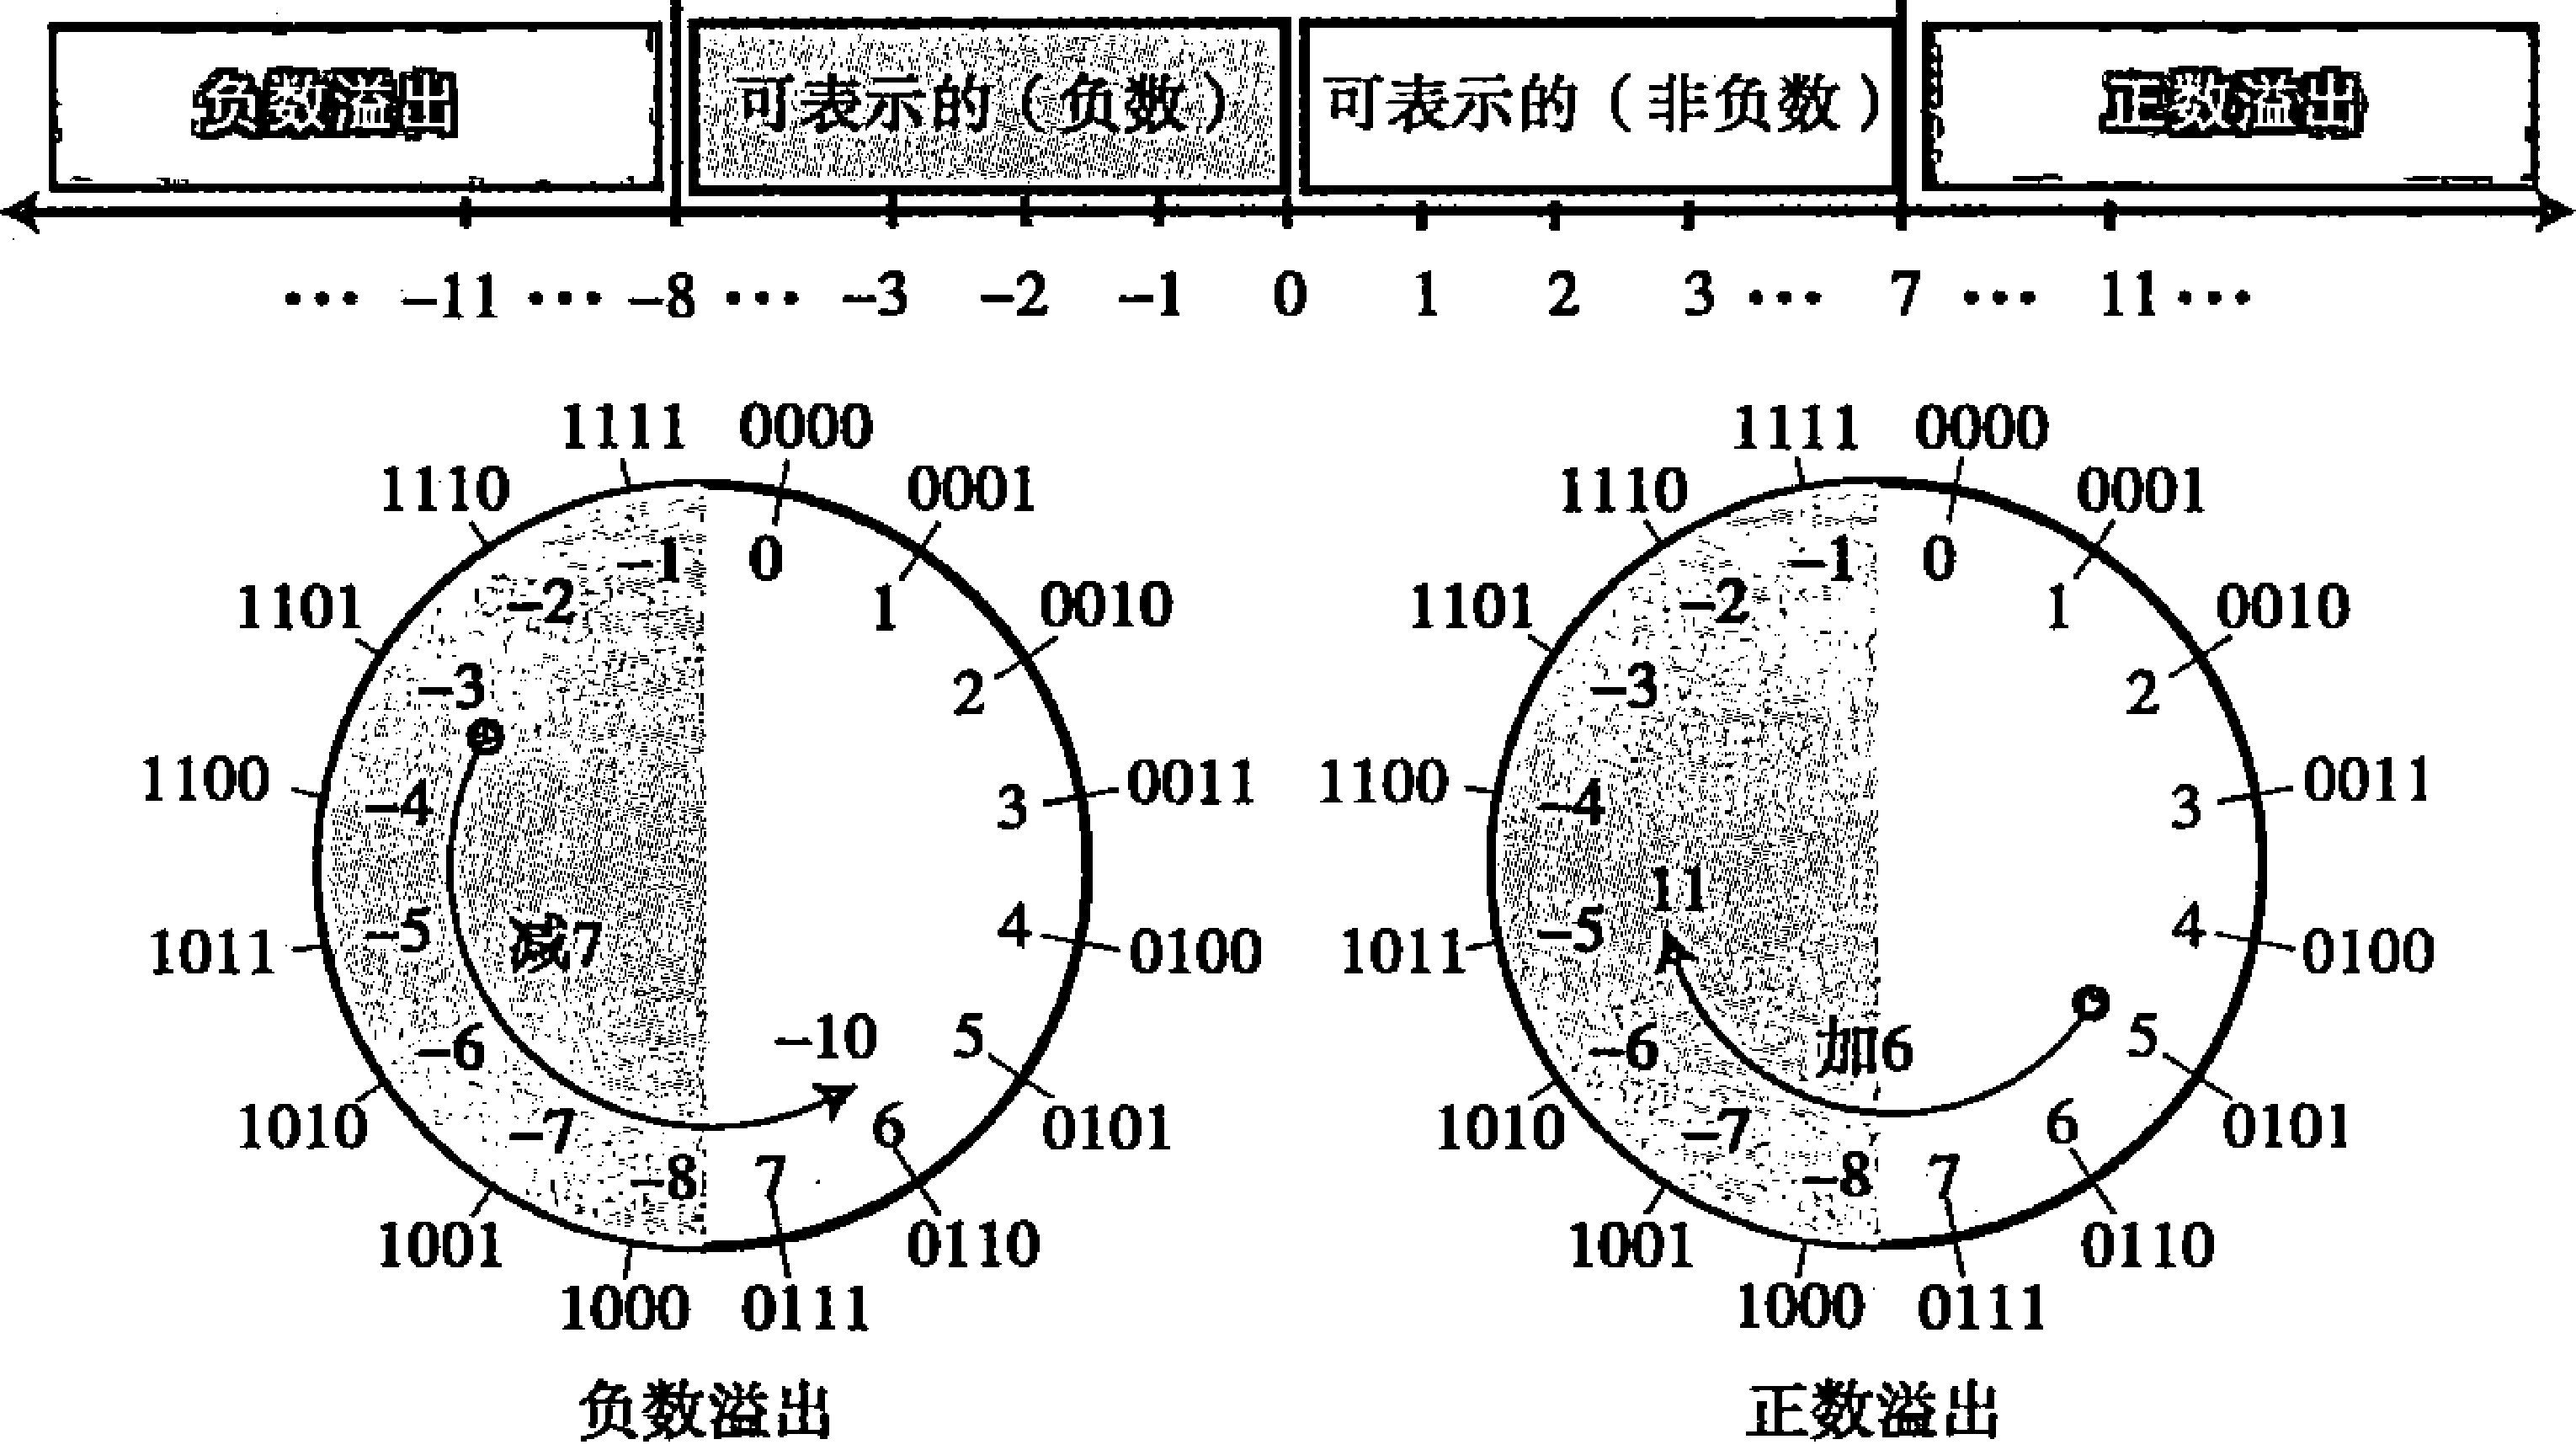 负数溢出 可表示的（负数） 可表示的（非负数） 正数溢出
… −11 … −8 … −3 −2 −1 0 1 2 3 … 7 … 11 …
1111 0000 1111 0000
1110 0001 1110 0001
−1 0 −1 0
−2 1 −2 1
1101 0010 1101 0010
−3 2 −3 2
1100 −4 3 0011 1100 −4 3 0011
11
1011 −5 减7 4 0100 1011 −5 4 0100
−6 −10 5 −6 加6 5
1010 −7 6 0101 1010 −7 6 0101
−8 7 −8 7
1001 0110 1001 0110
1000 0111 1000 0111
负数溢出 正数溢出